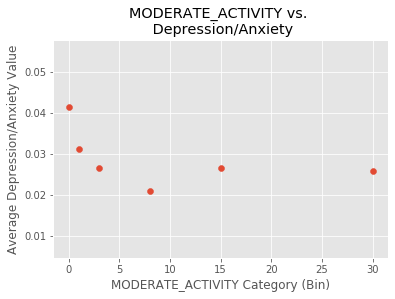 MODERATE_ACTIVITY vs.
Depression/Anxiety
Average Depression/Anxiety Value
0.05
0.04
0.03
0.02
0.01
0 5 10 15 20 25 30
MODERATE_ACTIVITY Category (Bin)